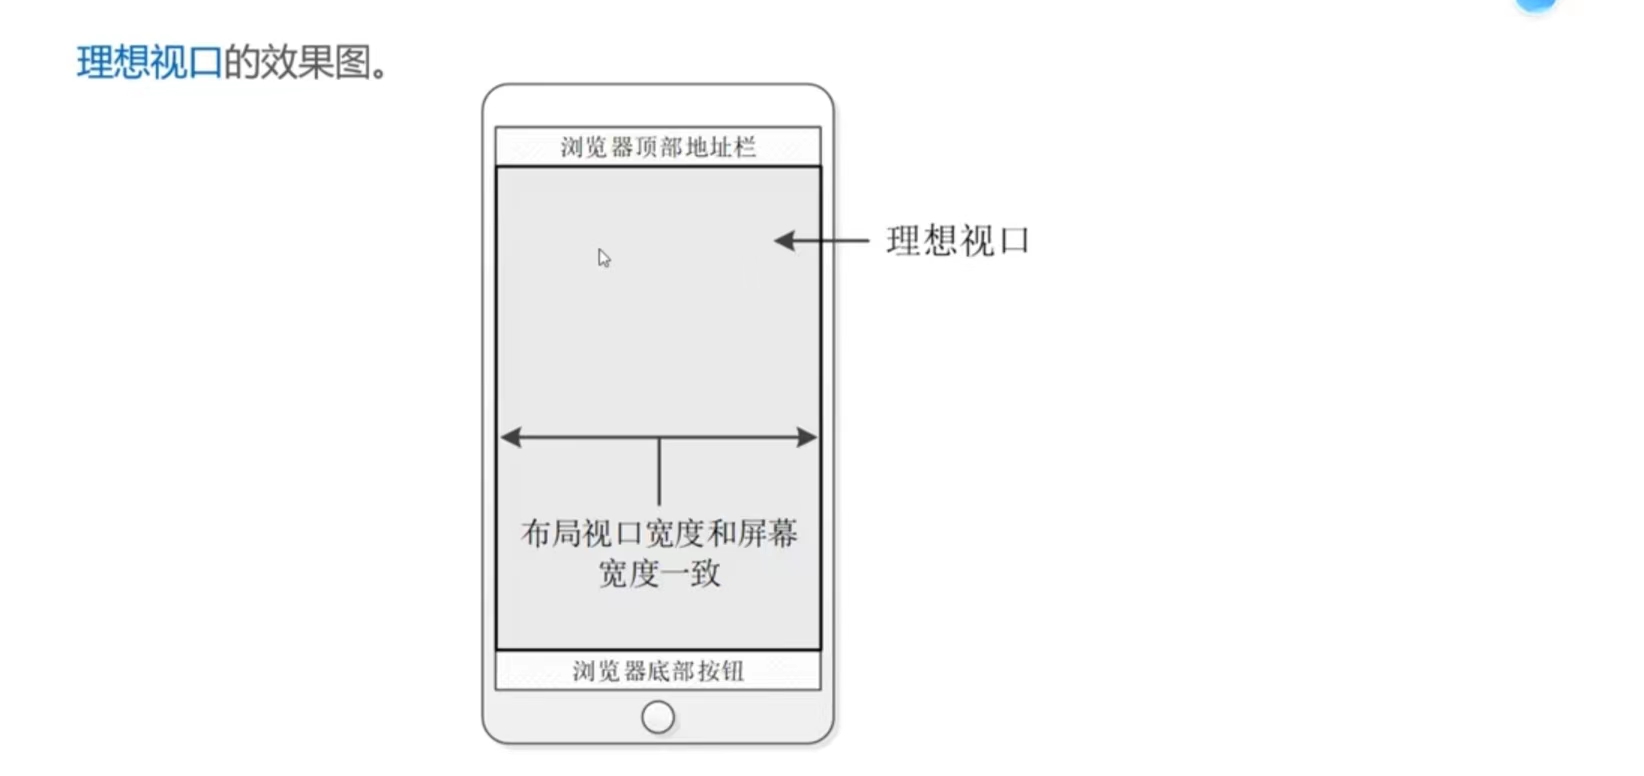 理想视口的效果图。
浏览器顶部地址栏
理想视口
布局视口宽度和屏幕
宽度一致
浏览器底部按钮